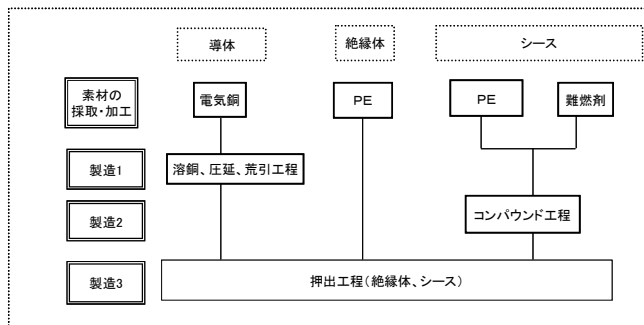 導体
絶縁体
シース
素材の
採取・加工
電気銅
PE
PE
難燃剤
製造1
溶銅、圧延、荒引工程
製造2
コンパウンド工程
製造3
押出工程(絶縁体、シース)